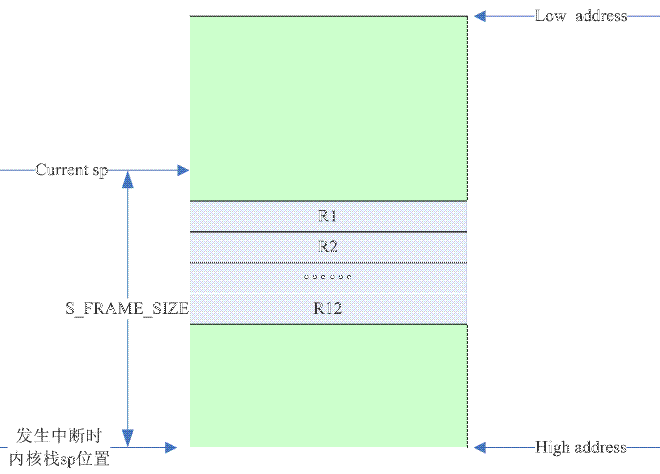 Low address
Current sp
R1
R2
······
R12
S_FRAME_SIZE
发生中断时
内核栈sp位置
High address